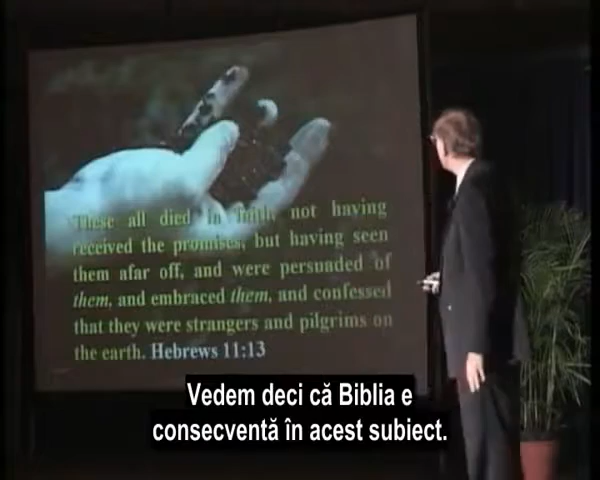 These all died in faith, not having
received the promises, but having seen
them afar off, and were persuaded of
them, and embraced them, and confessed
that they were strangers and pilgrims on
the earth. Hebrews 11:13
Vedem deci că Biblia e
consecventă în acest subiect.